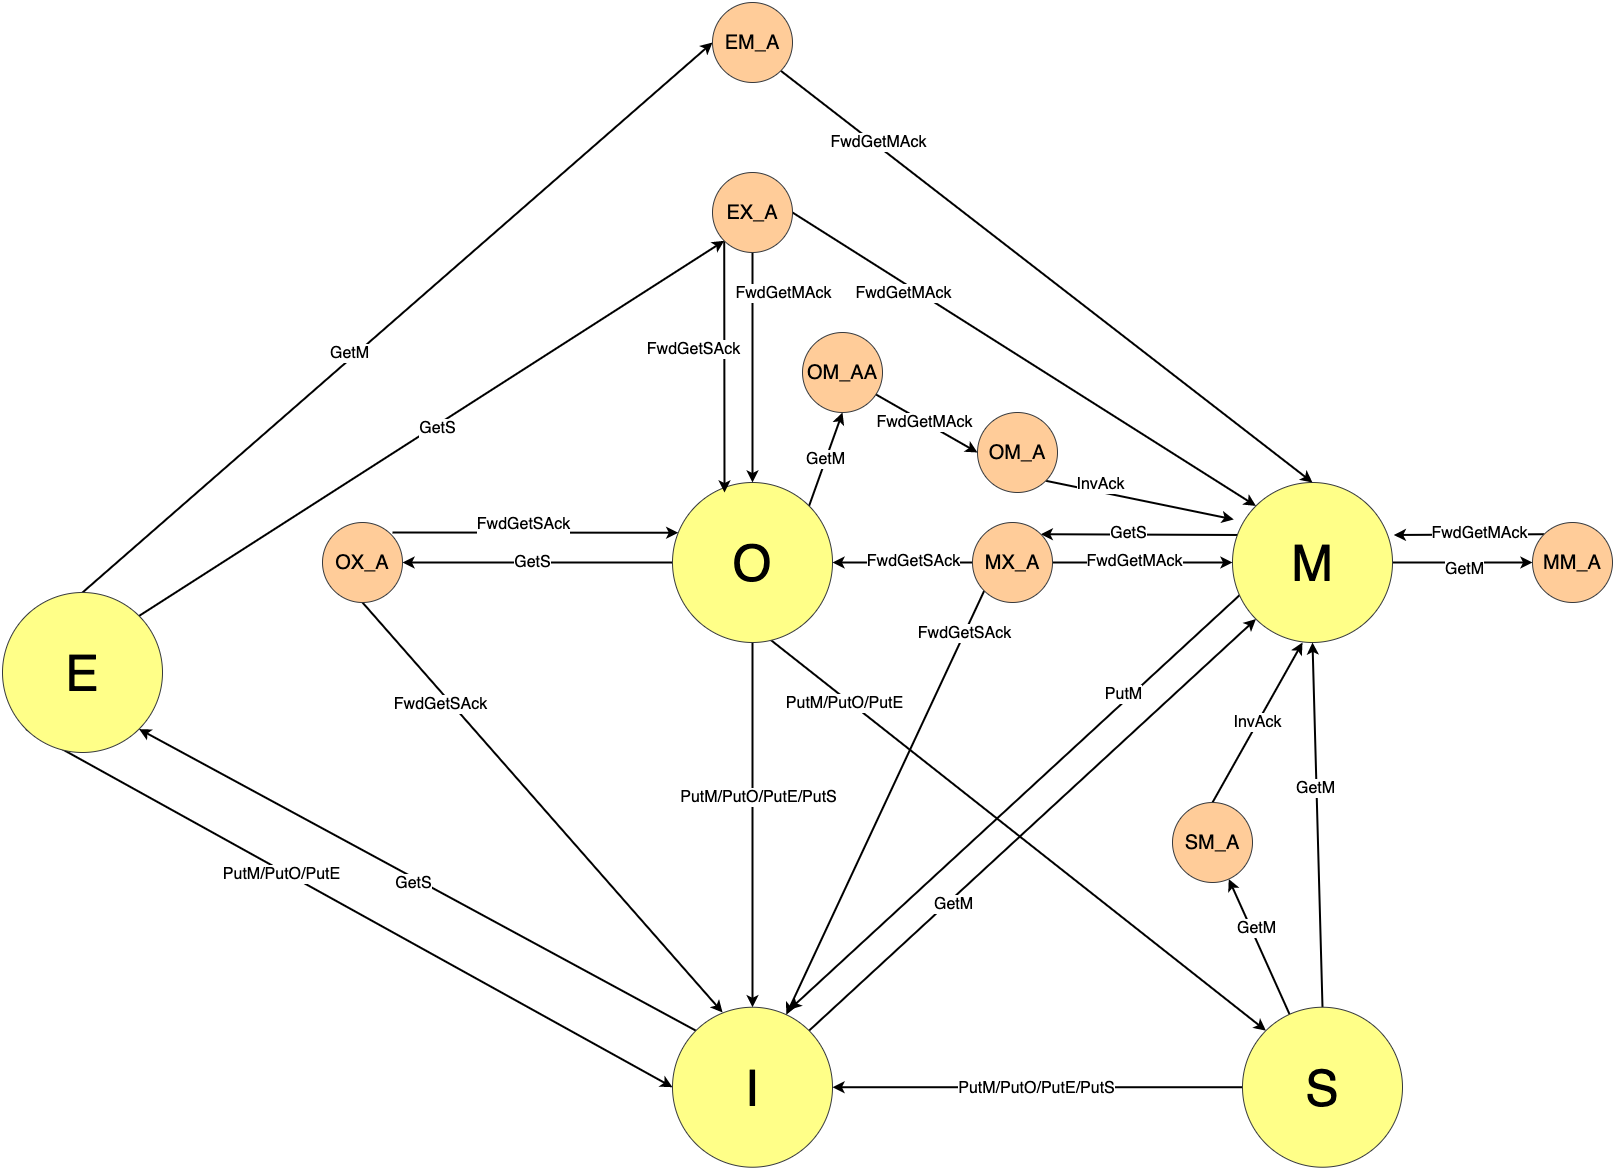 EM_A
FwdGetMAck
EX_A
FwdGetMAck
FwdGetMAck
FwdGetSAck
GetM
OM_AA
FwdGetMAck
GetS
OM_A
GetM
InvAck
FwdGetSAck
GetS
FwdGetMAck
OX_A
GetS
O
FwdGetSAck
MX_A
FwdGetMAck
M
GetM
MM_A
FwdGetSAck
E
PutM
FwdGetSAck
PutM/PutO/PutE
InvAck
GetM
PutM/PutO/PutE/PutS
SM_A
PutM/PutO/PutE
GetS
GetM
GetM
I
PutM/PutO/PutE/PutS
S